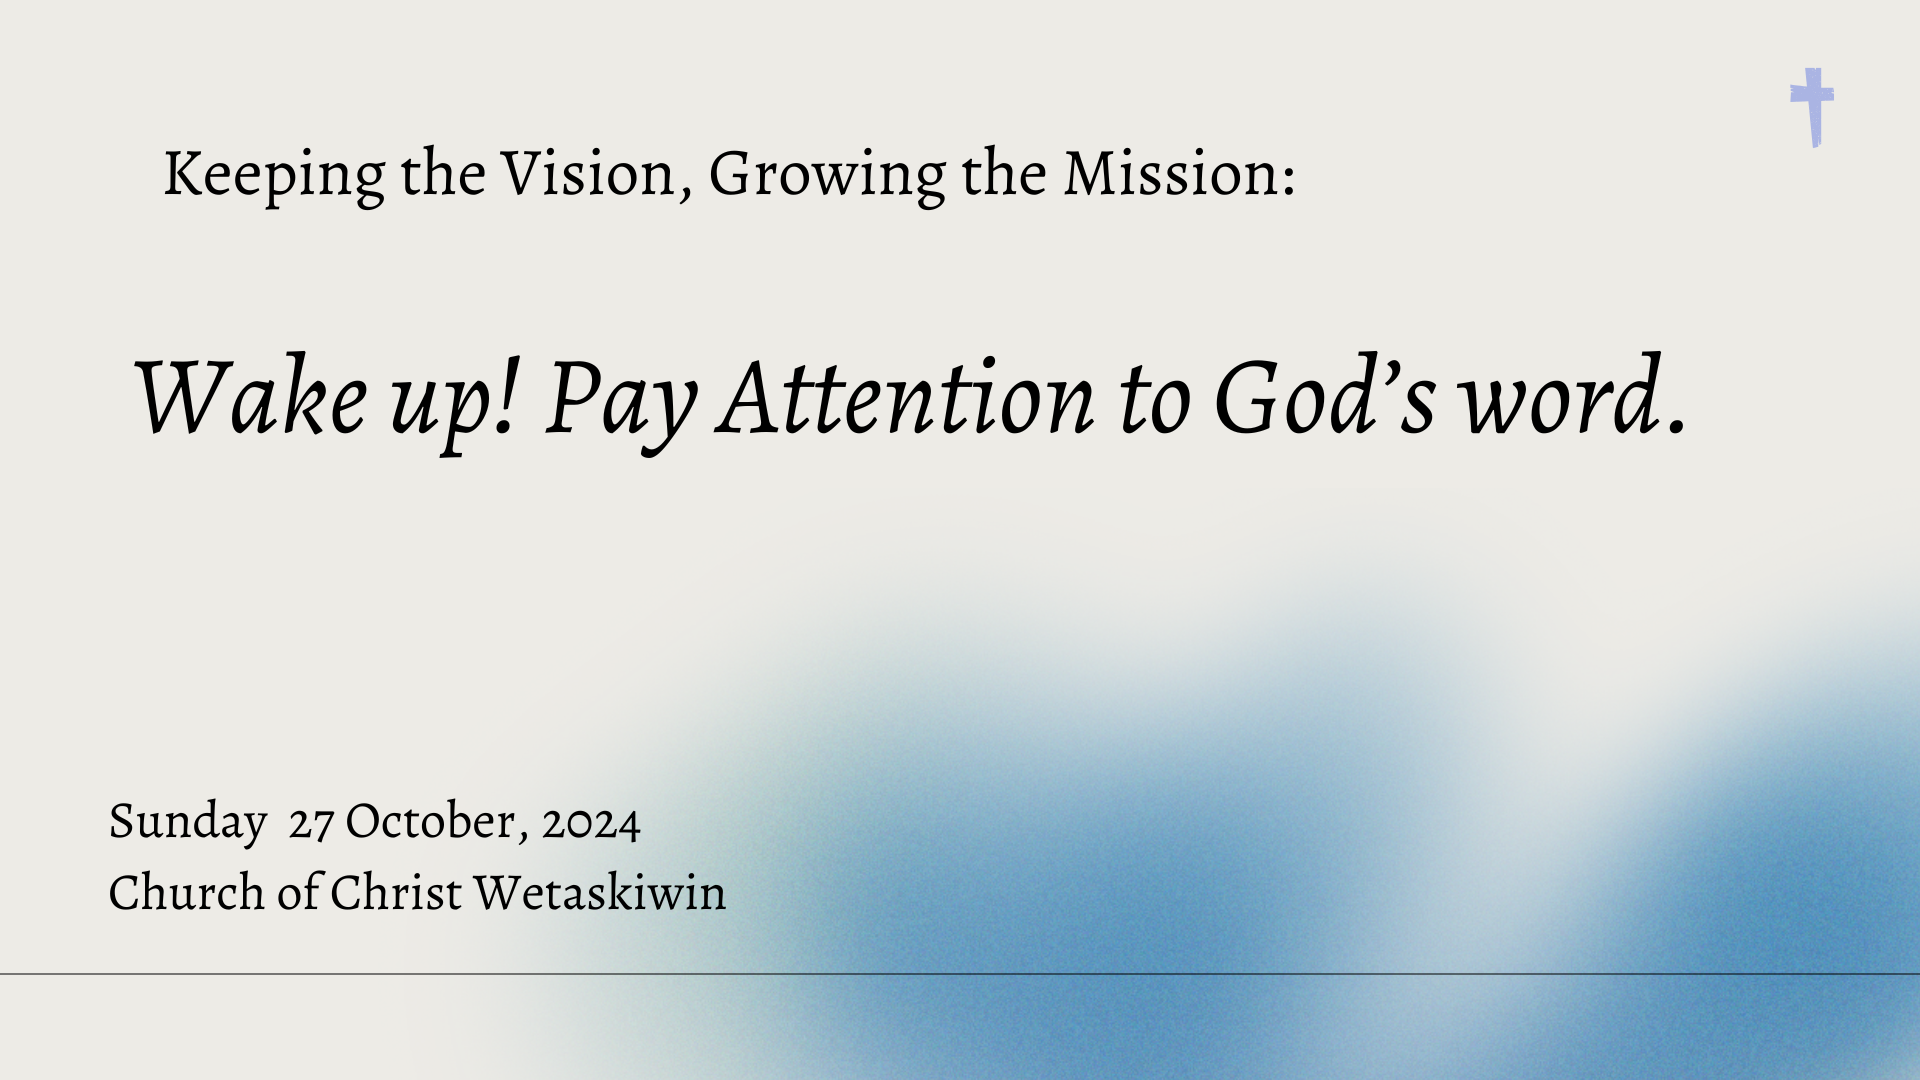 Keeping the Vision, Growing the Mission:
Wake up! Pay Attention to God’s word.
Sunday  27 October, 2024
Church of Christ Wetaskiwin